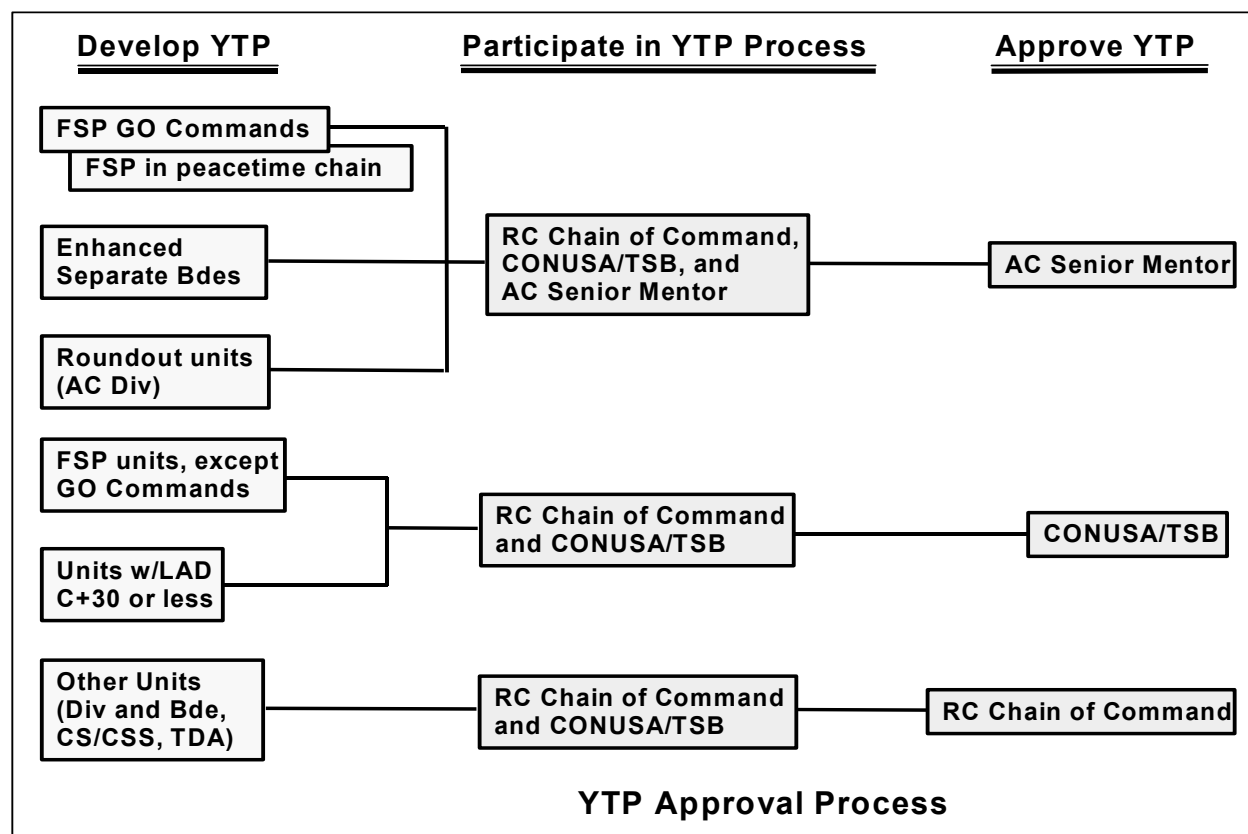 Develop YTP
Participate in YTP Process
Approve YTP
FSP GO Commands
FSP in peacetime chain
Enhanced
Separate Bdes
RC Chain of Command,
CONUSA/TSB, and
AC Senior Mentor
AC Senior Mentor
Roundout units
(AC Div)
FSP units, except
GO Commands
RC Chain of Command
and CONUSA/TSB
CONUSA/TSB
Units w/LAD
C+30 or less
Other Units
(Div and Bde,
CS/CSS, TDA)
RC Chain of Command
and CONUSA/TSB
RC Chain of Command
YTP Approval Process